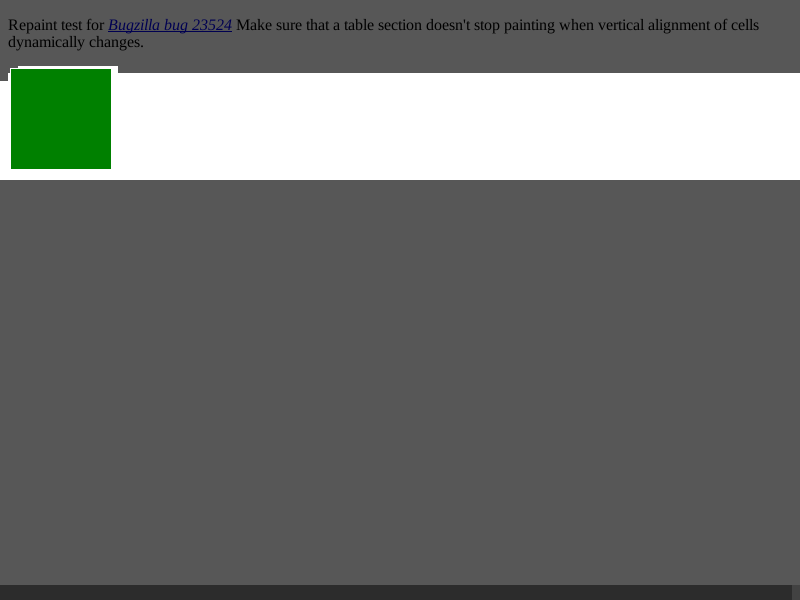 Repaint test for Bugzilla bug 23524 Make sure that a table section doesn't stop painting when vertical alignment of cells
dynamically changes.